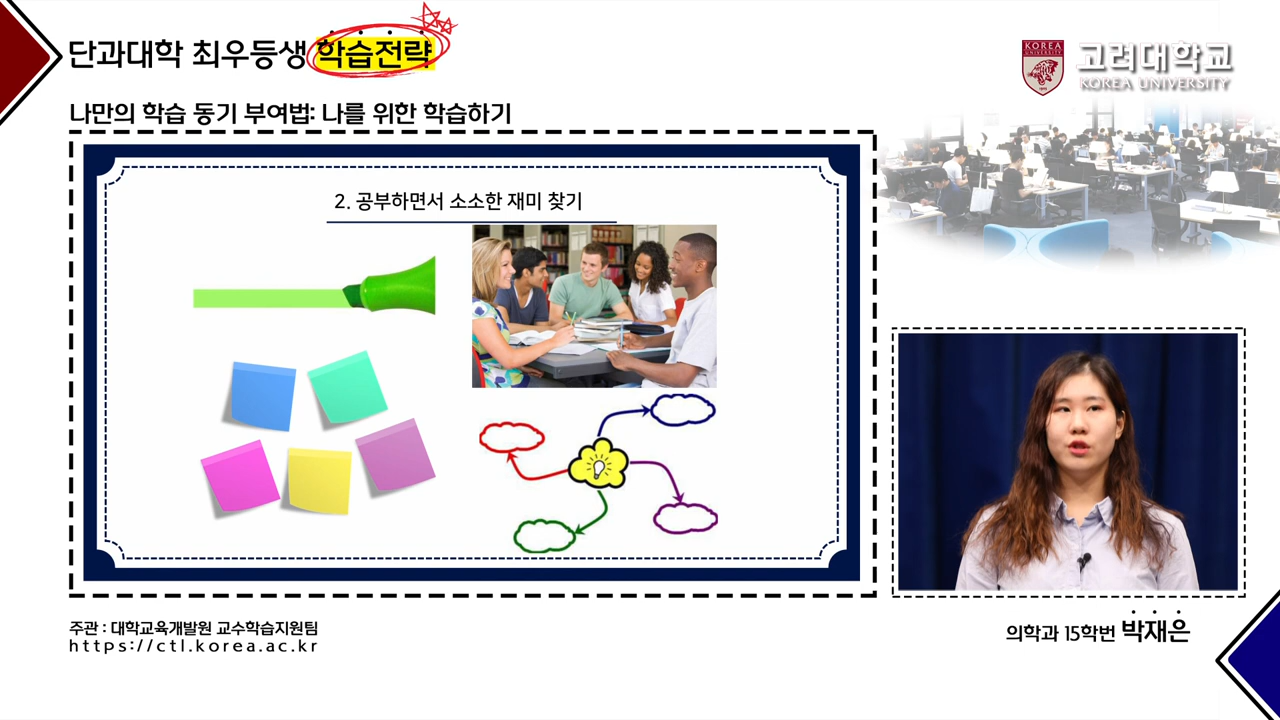 단과대학 최우등생 학습전략
KOREA
UNIVERSITY
1905
고려대학교
KOREA UNIVERSITY
나만의 학습 동기 부여법: 나를 위한 학습하기
2. 공부하면서 소소한 재미 찾기
주관 : 대학교육개발원 교수학습지원팀
https://ctl.korea.ac.kr
의학과 15학번 박재은